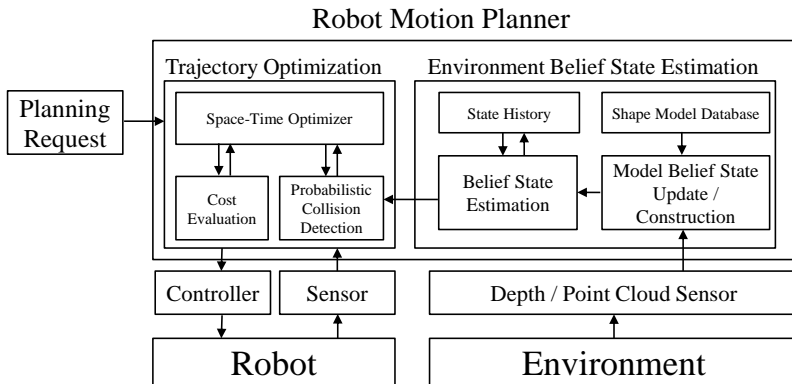 Robot Motion Planner
Trajectory Optimization
Environment Belief State Estimation
Planning
Request
Space-Time Optimizer
State History
Shape Model Database
Cost
Evaluation
Probabilistic
Collision
Detection
Belief State
Estimation
Model Belief State
Update /
Construction
Controller
Sensor
Depth / Point Cloud Sensor
Robot
Environment